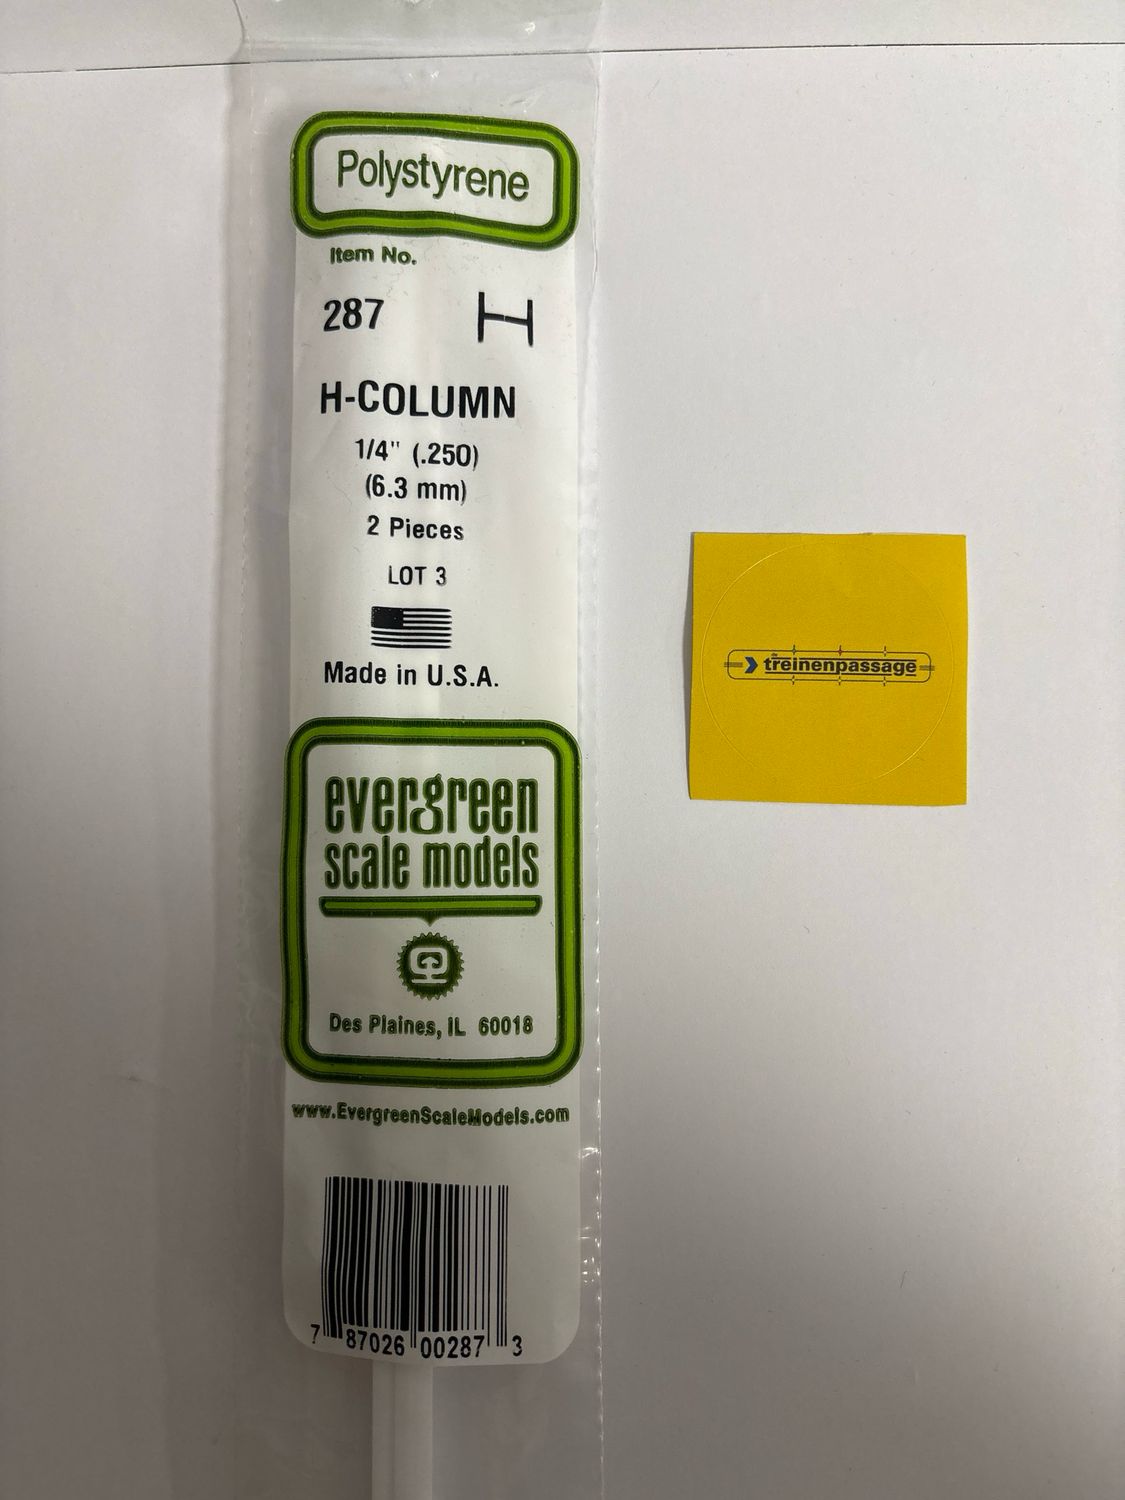 Polystyrene
Item No.
287
H-COLUMN
1/4" (.250)
(6.3 mm)
2 Pieces
LOT 3
Made in U.S.A.
evergreen
scale models
Des Plaines, IL 60018
www.EvergreenScaleModels.com
7 87026 00287 3
de
treinenpassage